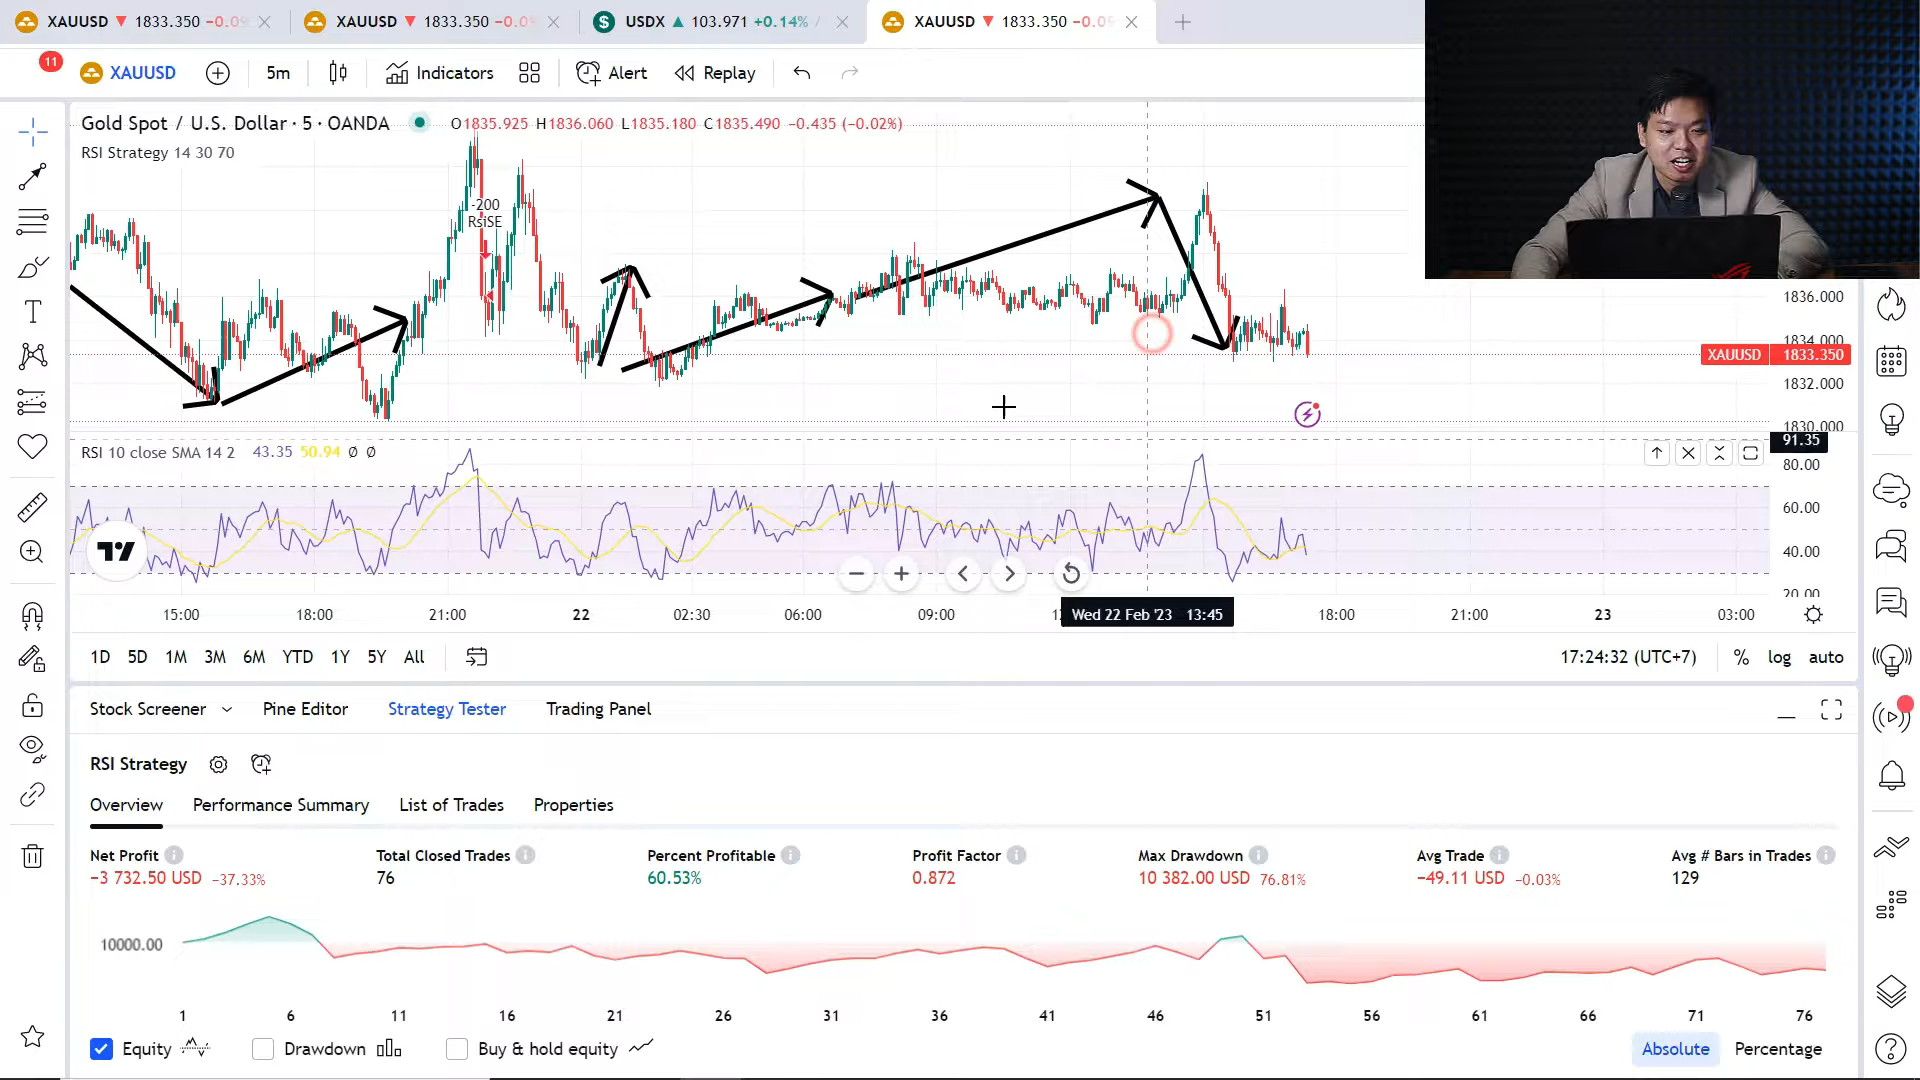 XAUUSD ▼ 1833.350 −0.09
XAUUSD ▼ 1833.350 −0.09
USDX ▲ 103.971 +0.14% /
XAUUSD ▼ 1833.350 −0.09
11
XAUUSD 5m Indicators Alert Replay
Gold Spot / U.S. Dollar · 5 · OANDA O1835.925 H1836.060 L1835.180 C1835.490 −0.435 (−0.02%)
RSI Strategy 14 30 70
-200
RsiSE
1836.000
1834.000
XAUUSD 1833.350
1832.000
1830.000
RSI 10 close SMA 14 2 43.35 50.94 Ø Ø
91.35
80.00
60.00
40.00
20.00
15:00 18:00 21:00 22 02:30 06:00 09:00 Wed 22 Feb '23 13:45 18:00 21:00 23 03:00
1D 5D 1M 3M 6M YTD 1Y 5Y All 17:24:32 (UTC+7) % log auto
Stock Screener Pine Editor Strategy Tester Trading Panel
RSI Strategy
Overview Performance Summary List of Trades Properties
Net Profit Total Closed Trades Percent Profitable Profit Factor Max Drawdown Avg Trade Avg # Bars in Trades
−3 732.50 USD −37.33% 76 60.53% 0.872 10 382.00 USD 76.81% −49.11 USD −0.03% 129
10000.00
1 6 11 16 21 26 31 36 41 46 51 56 61 66 71 76
Equity Drawdown Buy & hold equity Absolute Percentage